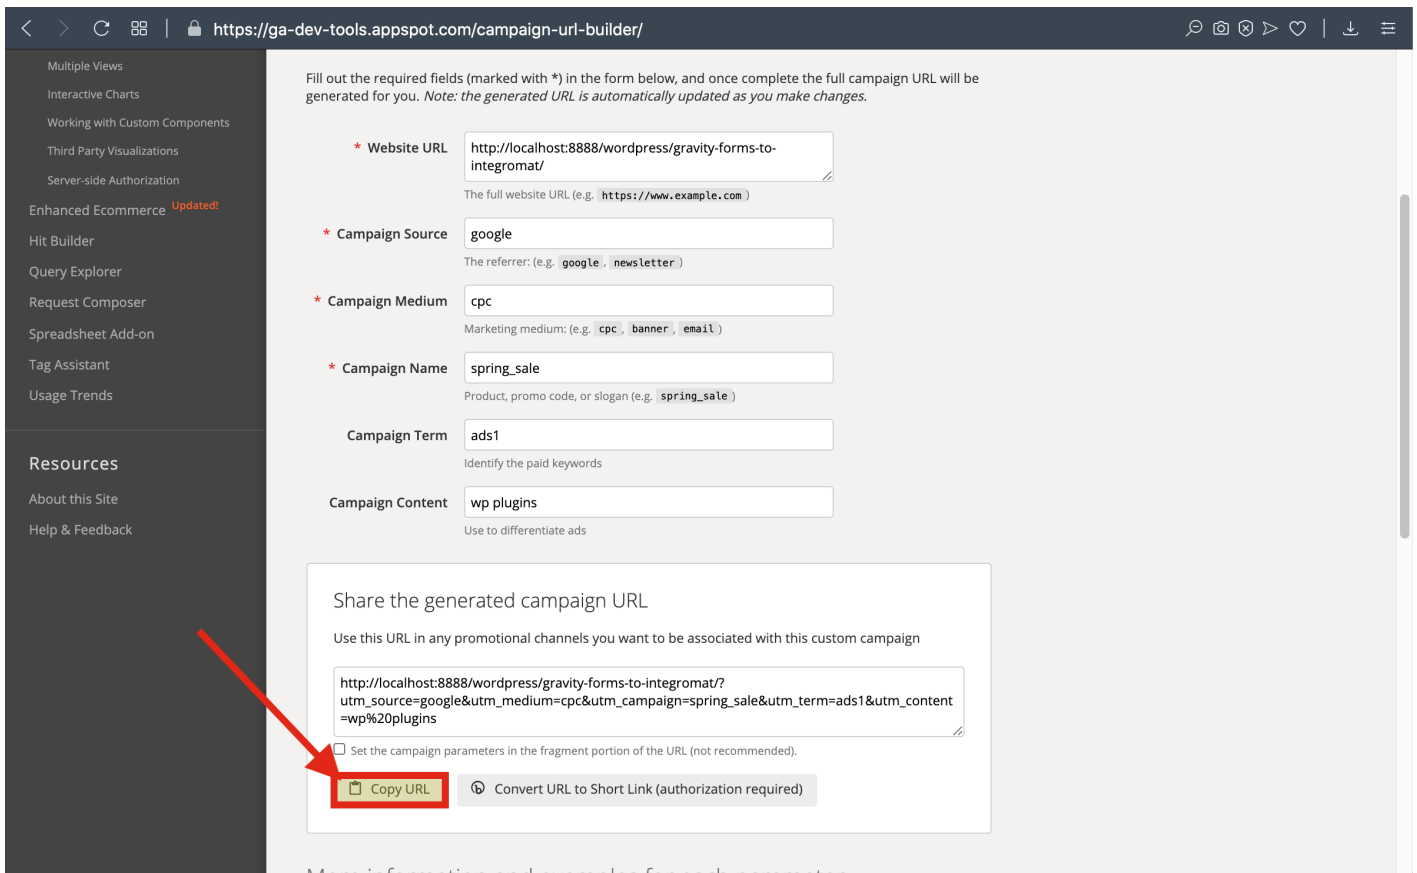 https://ga-dev-tools.appspot.com/campaign-url-builder/
Multiple Views
Interactive Charts
Working with Custom Components
Third Party Visualizations
Server-side Authorization
Enhanced Ecommerce Updated!
Hit Builder
Query Explorer
Request Composer
Spreadsheet Add-on
Tag Assistant
Usage Trends
Resources
About this Site
Help & Feedback
Fill out the required fields (marked with *) in the form below, and once complete the full campaign URL will be
generated for you. Note: the generated URL is automatically updated as you make changes.
* Website URL
http://localhost:8888/wordpress/gravity-forms-to-
integromat/
The full website URL (e.g. https://www.example.com )
* Campaign Source
google
The referrer: (e.g. google , newsletter )
* Campaign Medium
cpc
Marketing medium: (e.g. cpc , banner , email )
* Campaign Name
spring_sale
Product, promo code, or slogan (e.g. spring_sale )
Campaign Term
ads1
Identify the paid keywords
Campaign Content
wp plugins
Use to differentiate ads
Share the generated campaign URL
Use this URL in any promotional channels you want to be associated with this custom campaign
http://localhost:8888/wordpress/gravity-forms-to-integromat/?
utm_source=google&utm_medium=cpc&utm_campaign=spring_sale&utm_term=ads1&utm_content
=wp%20plugins
Set the campaign parameters in the fragment portion of the URL (not recommended).
Copy URL
Convert URL to Short Link (authorization required)
More information and examples for each parameter